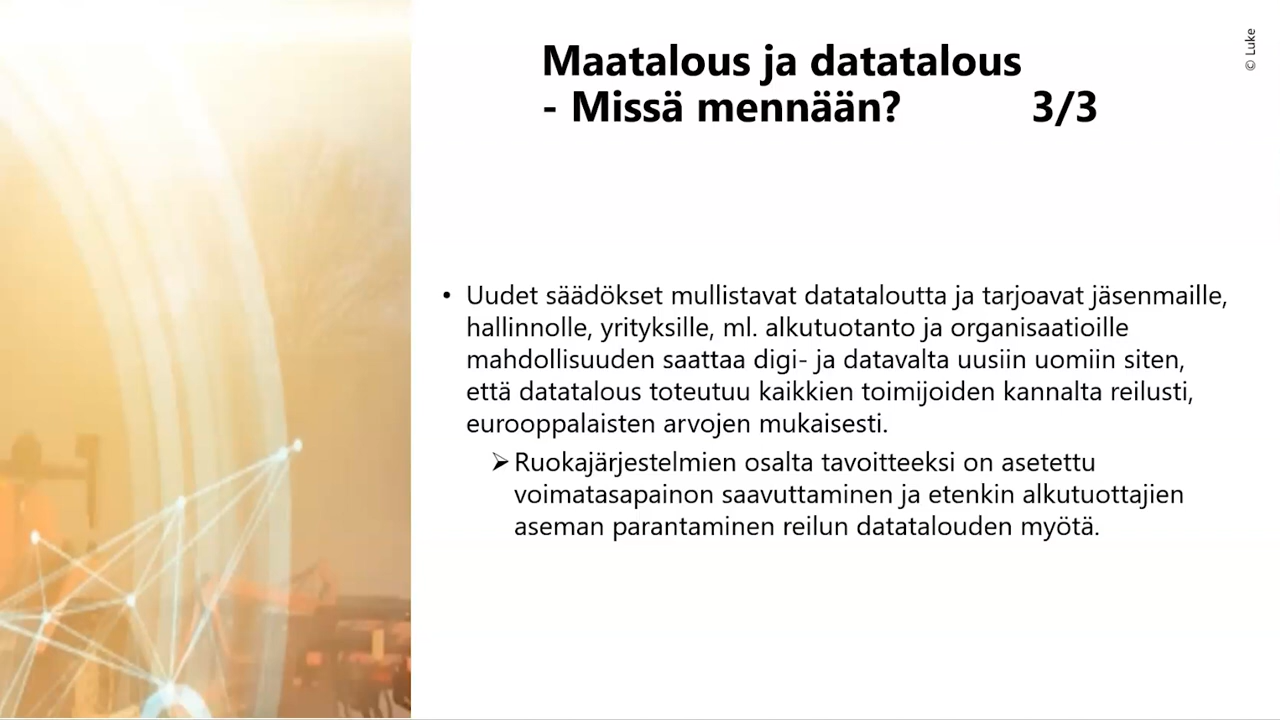 Maatalous ja datatalous
- Missä mennään? 3/3
© Luke
• Uudet säädökset mullistavat datataloutta ja tarjoavat jäsenmaille,
hallinnolle, yrityksille, ml. alkutuotanto ja organisaatioille
mahdollisuuden saattaa digi- ja datavalta uusiin uomiin siten,
että datatalous toteutuu kaikkien toimijoiden kannalta reilusti,
eurooppalaisten arvojen mukaisesti.
➢ Ruokajärjestelmien osalta tavoitteeksi on asetettu
voimatasapainon saavuttaminen ja etenkin alkutuottajien
aseman parantaminen reilun datatalouden myötä.